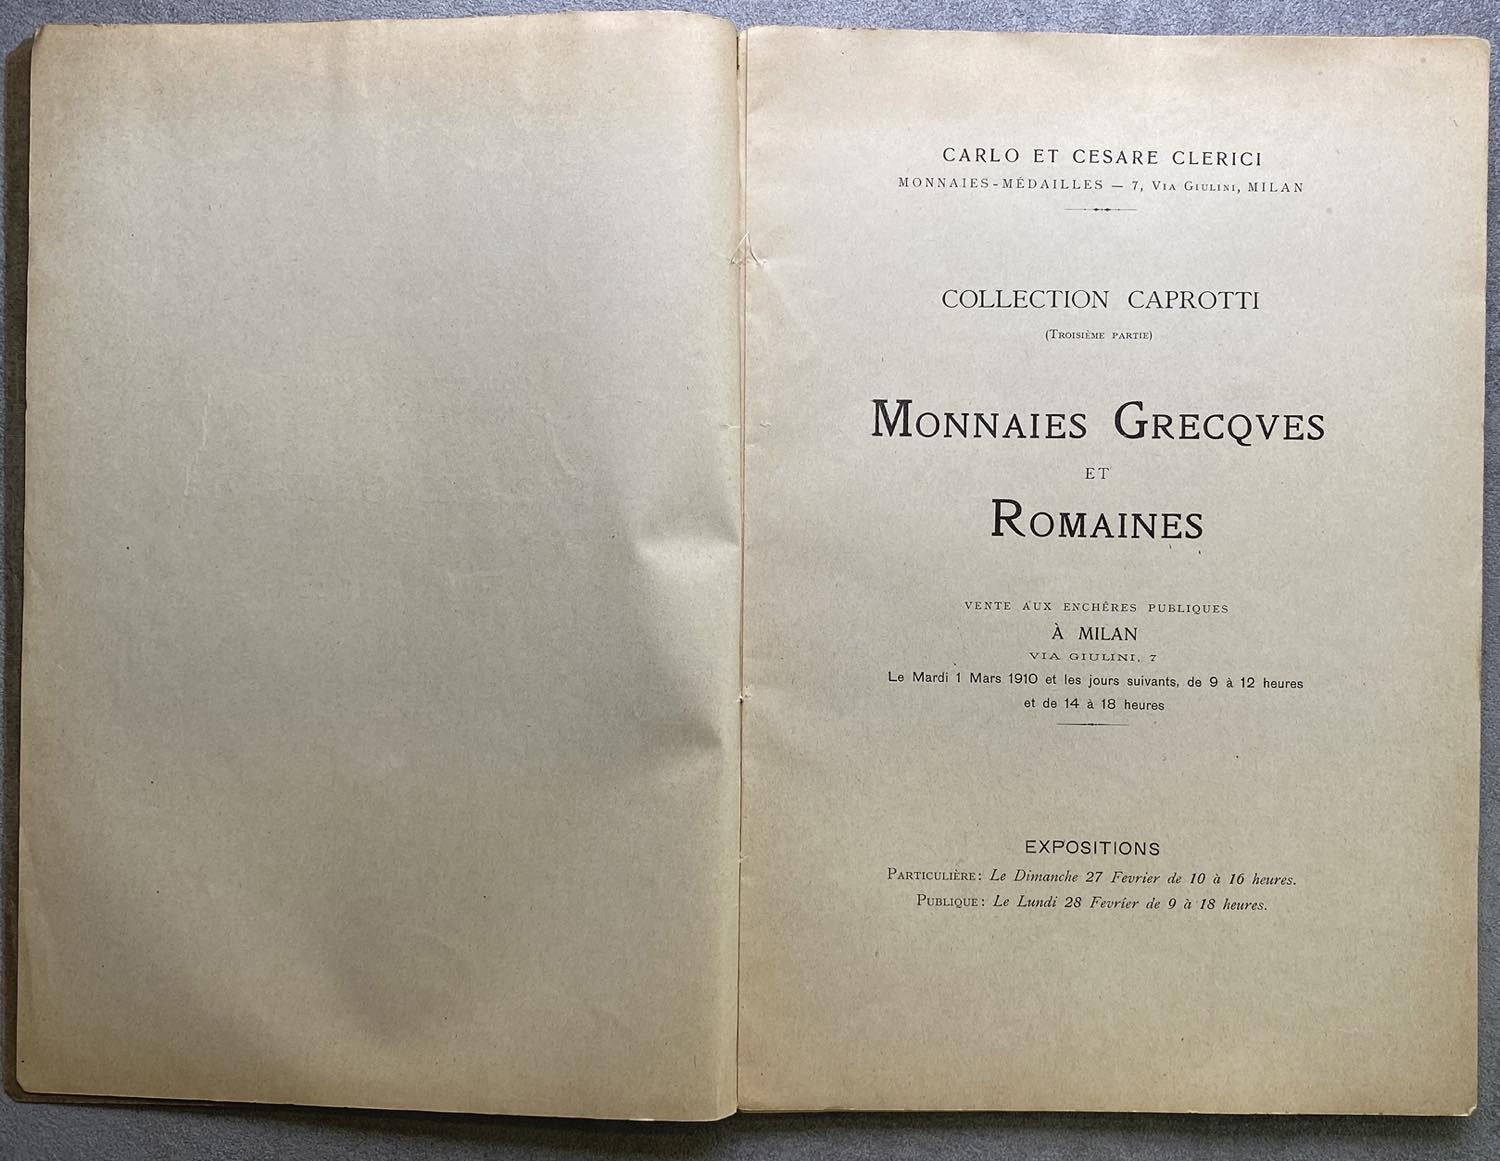 CARLO ET CESARE CLERICI
MONNAIES-MÉDAILLES — 7, VIA GIULINI, MILAN
COLLECTION CAPROTTI
(TROISIÈME PARTIE)
MONNAIES GRECQVES
ET
ROMAINES
VENTE AUX ENCHÈRES PUBLIQUES
À MILAN
VIA GIULINI, 7
Le Mardi 1 Mars 1910 et les jours suivants, de 9 à 12 heures
et de 14 à 18 heures
EXPOSITIONS
PARTICULIÈRE: Le Dimanche 27 Fevrier de 10 à 16 heures.
PUBLIQUE: Le Lundi 28 Fevrier de 9 à 18 heures.